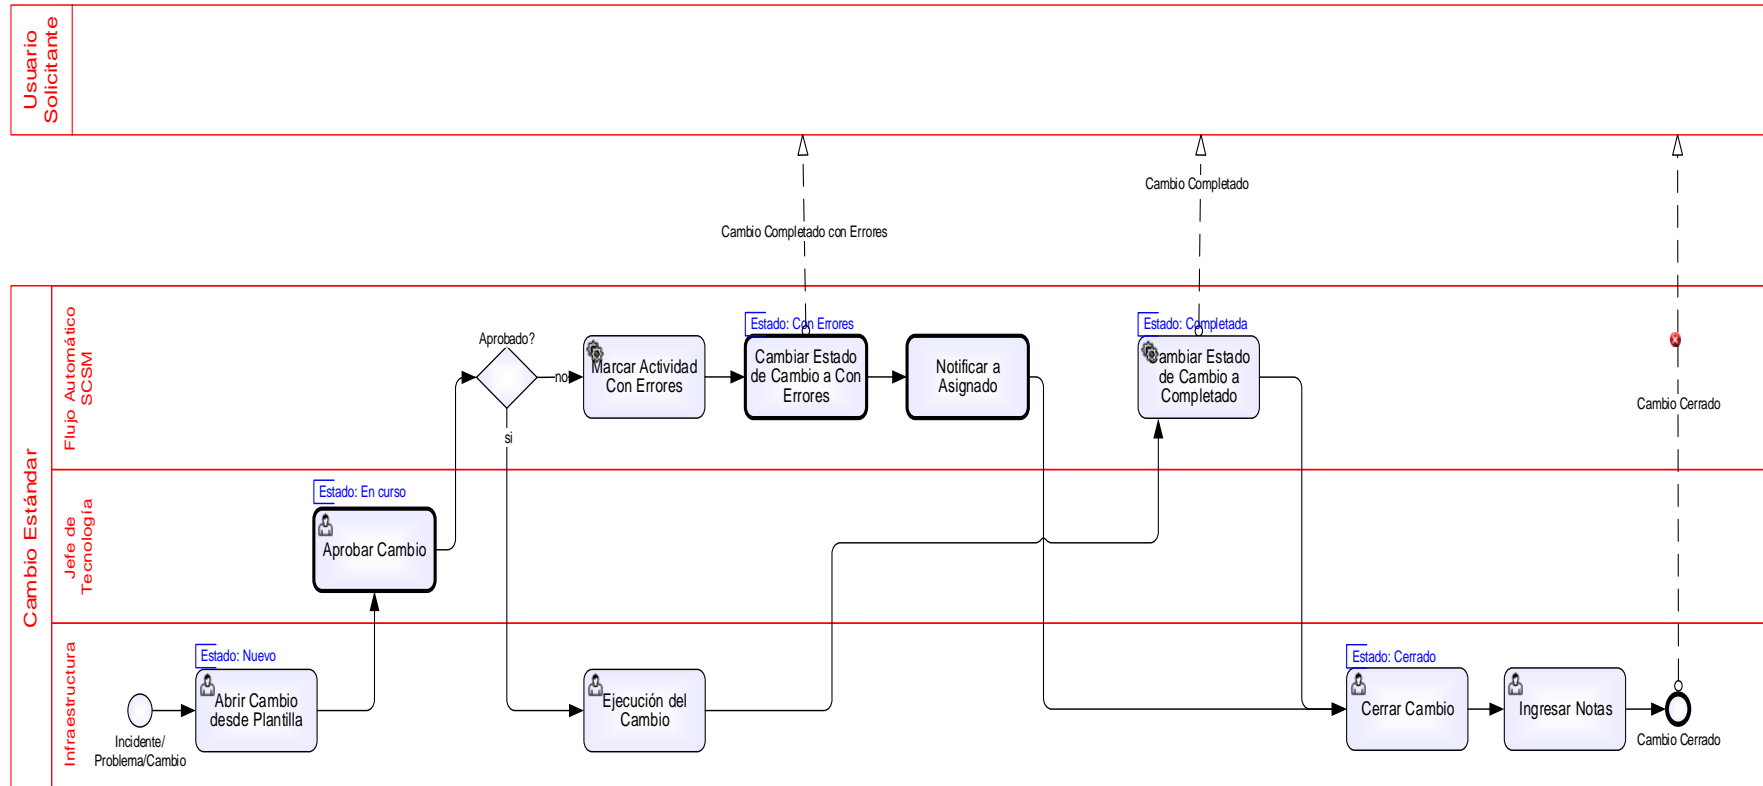 Usuario
Solicitante
Cambio Completado
Cambio Completado con Errores
Cambio Cerrado
Cambio Estándar
Flujo Automático
SCSM
Aprobado?
no
si
Marcar Actividad
Con Errores
Estado: Con Errores
Cambiar Estado
de Cambio a Con
Errores
Notificar a
Asignado
Estado: Completada
Cambiar Estado
de Cambio a
Completado
Jefe de
Tecnología
Estado: En curso
Aprobar Cambio
Infraestructura
Incidente/
Problema/Cambio
Estado: Nuevo
Abrir Cambio
desde Plantilla
Ejecución del
Cambio
Estado: Cerrado
Cerrar Cambio
Ingresar Notas
Cambio Cerrado